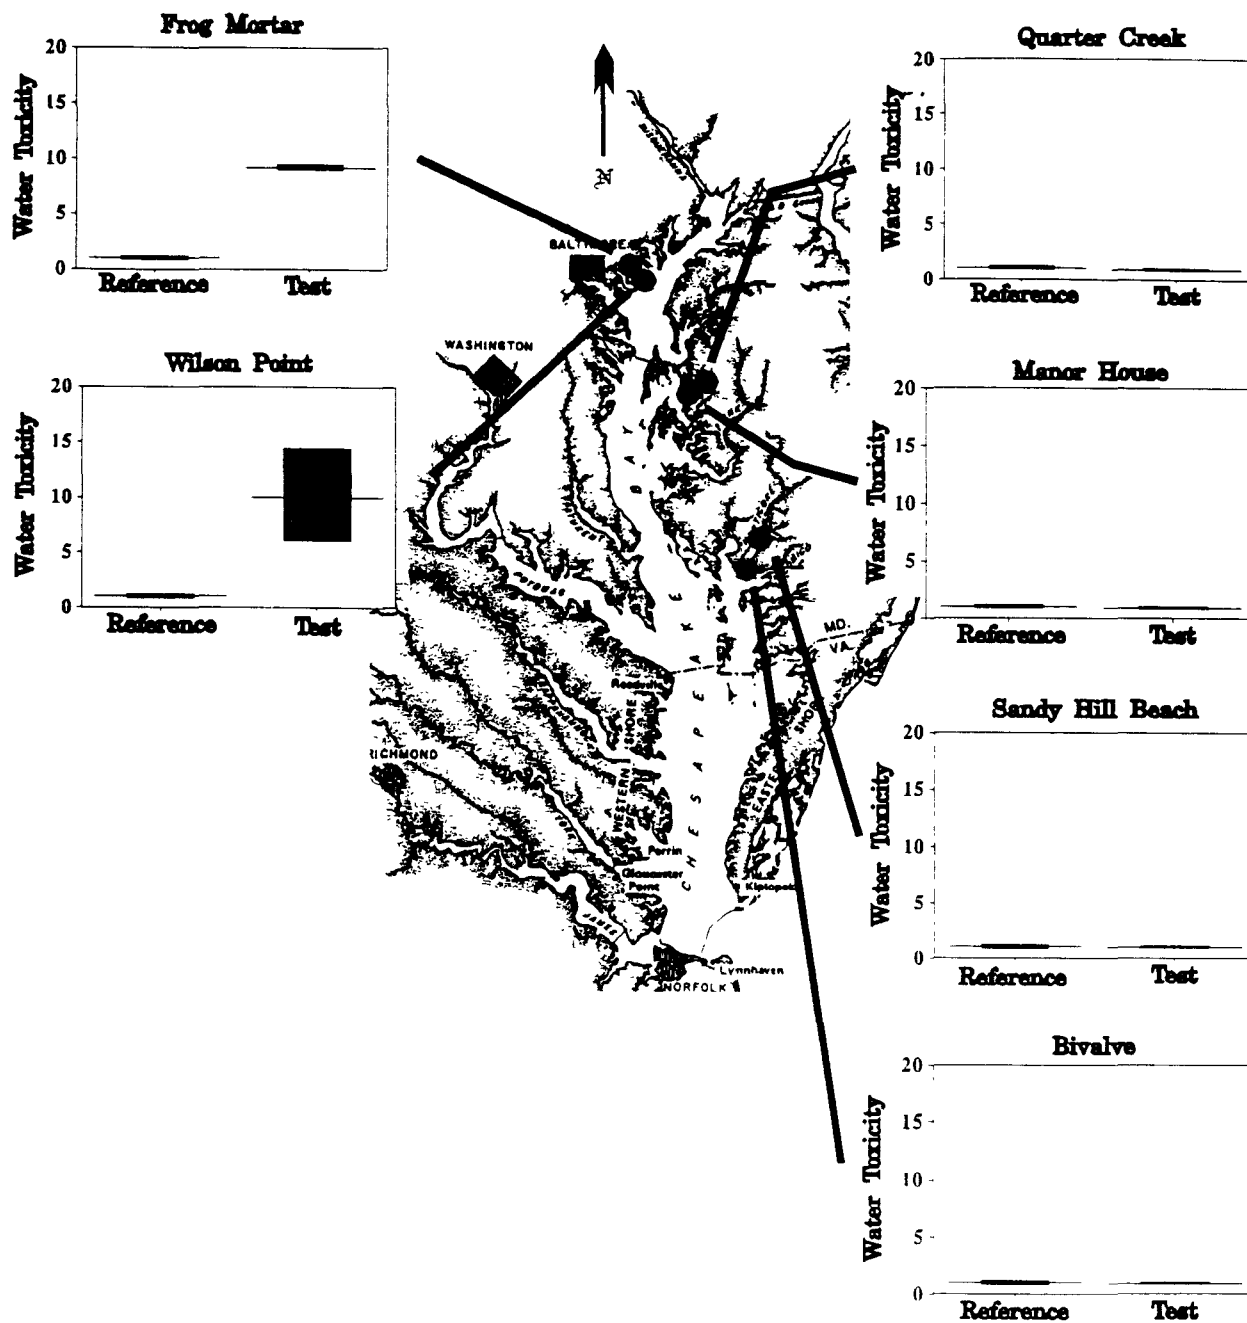 Frog Mortar
Water Toxicity
20
15
10
5
0
Reference Test
Wilson Point
Water Toxicity
20
15
10
5
0
Reference Test
N
WASHINGTON
BAY
POTOMAC
MD.
VA.
WESTERN SHORE
CHESAPEAKE
RICHMOND
YORK
JAMES
Perrin
Gloucester
Point
Kiptopeke
Lynnhaven
NORFOLK
Quarter Creek
Water Toxicity
20
15
10
5
0
Reference Test
Manor House
Water Toxicity
20
15
10
5
0
Reference Test
Sandy Hill Beach
Water Toxicity
20
15
10
5
0
Reference Test
Bivalve
Water Toxicity
20
15
10
5
0
Reference Test